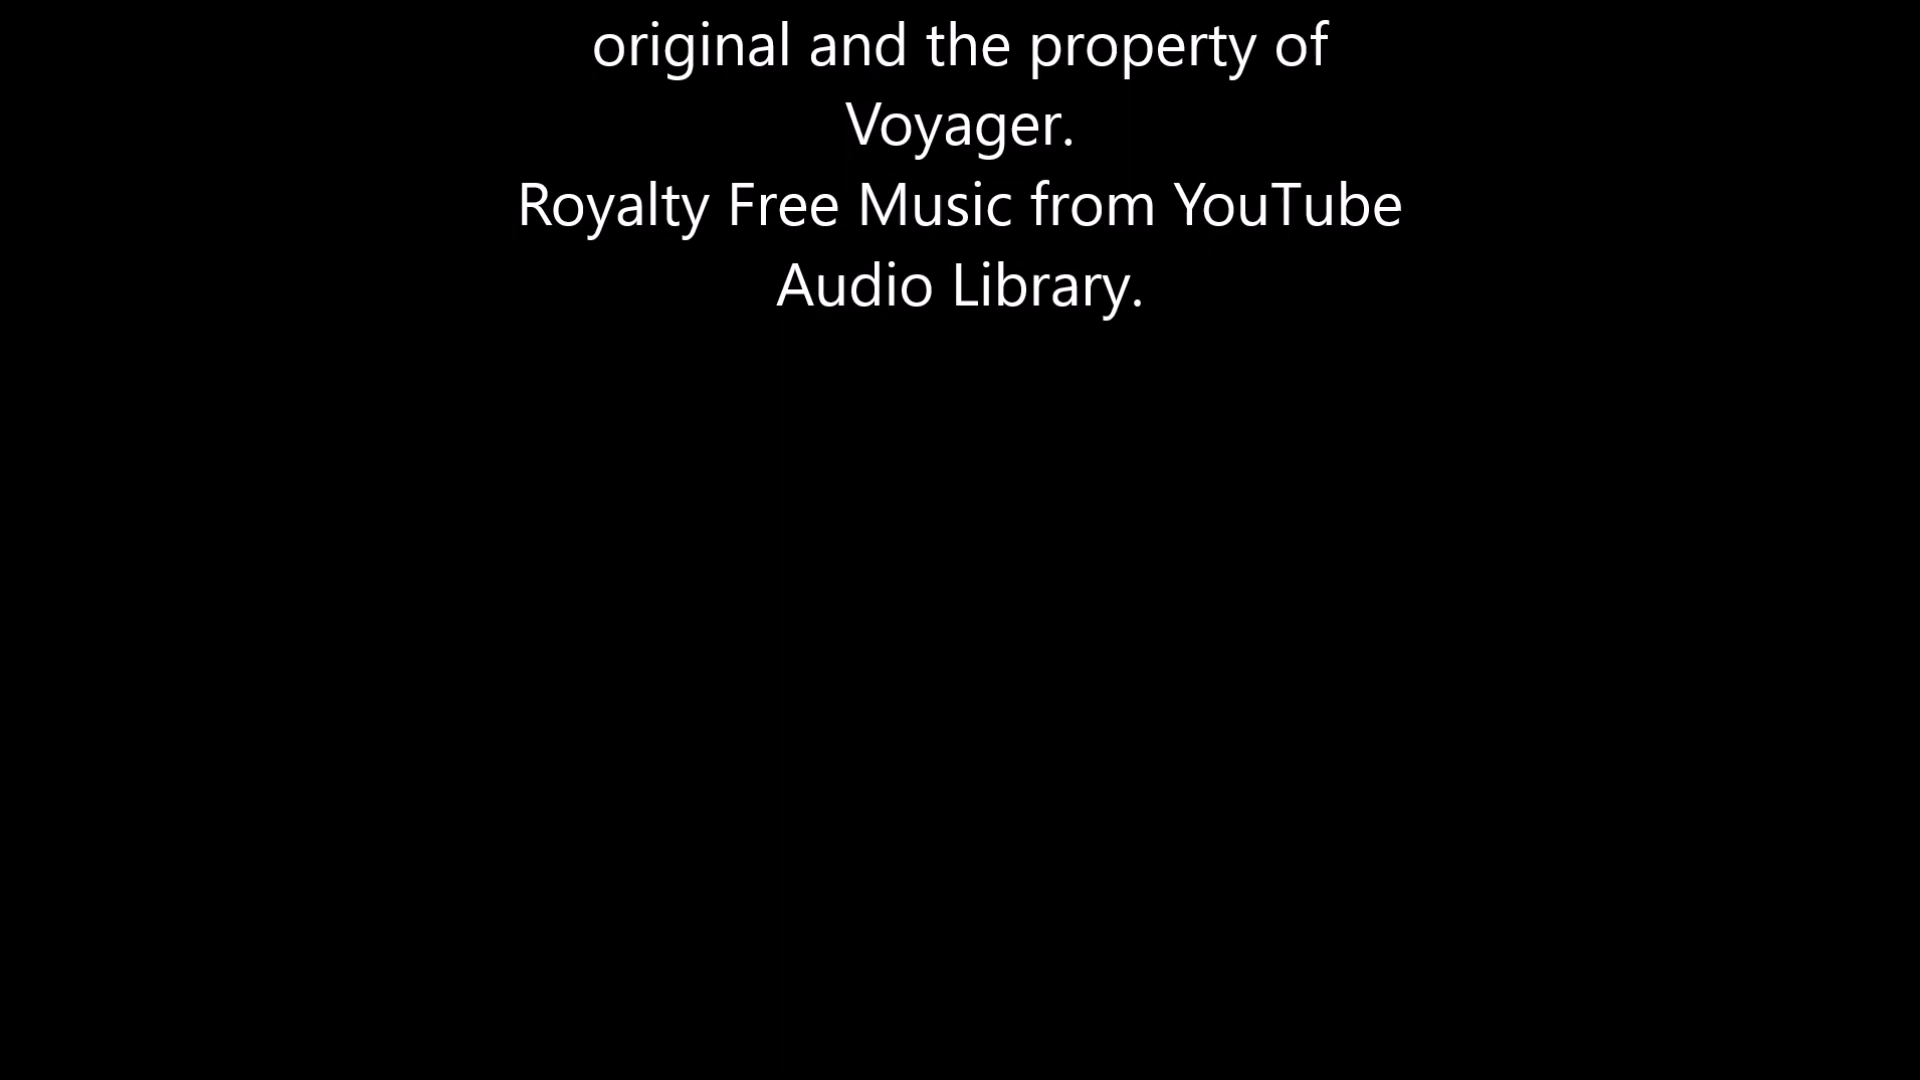 original and the property of
Voyager.
Royalty Free Music from YouTube
Audio Library.